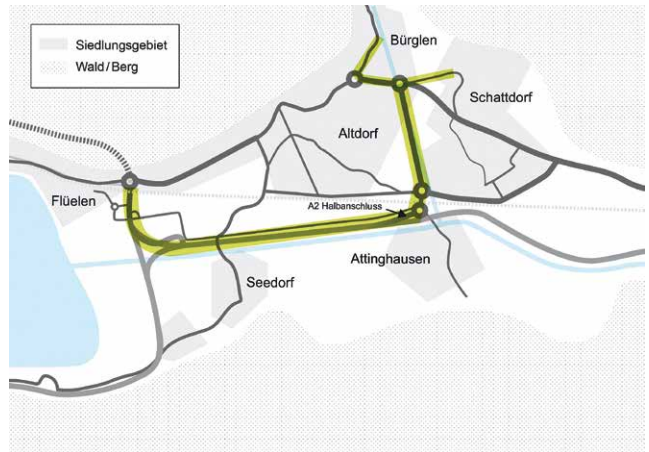 Siedlungsgebiet
Wald/Berg
Bürglen
Schattdorf
Altdorf
Flüelen
A2 Halbanschluss
Attinghausen
Seedorf